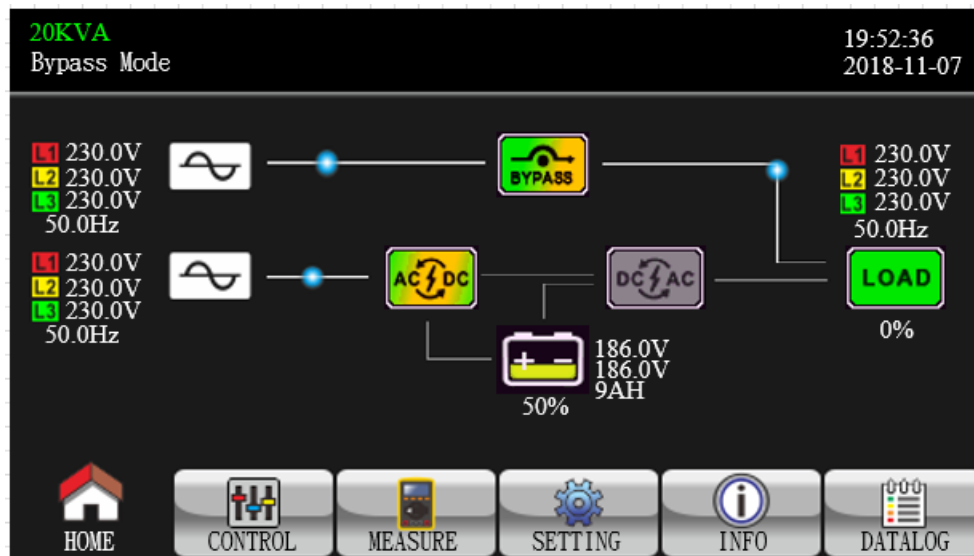 20KVA
Bypass Mode
19:52:36
2018-11-07
L1 230.0V
L2 230.0V
L3 230.0V
50.0Hz
BYPASS
L1 230.0V
L2 230.0V
L3 230.0V
50.0Hz
L1 230.0V
L2 230.0V
L3 230.0V
50.0Hz
AC DC
DC AC
LOAD
0%
186.0V
186.0V
9AH
50%
HOME
CONTROL
MEASURE
SETTING
INFO
DATALOG